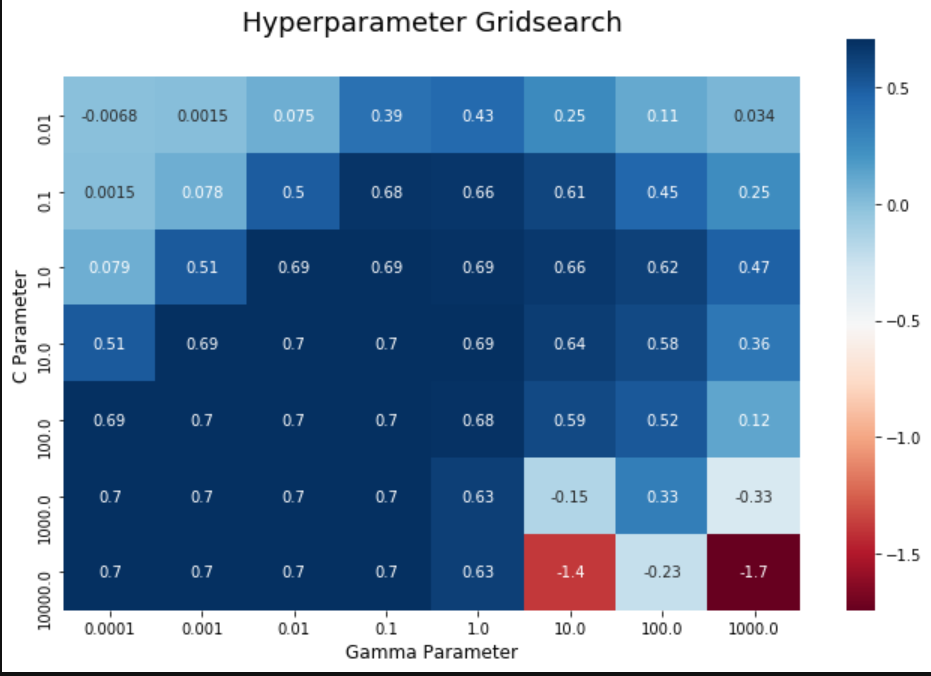 Hyperparameter Gridsearch
0.01 -0.0068 0.0015 0.075 0.39 0.43 0.25 0.11 0.034
0.1 0.0015 0.078 0.5 0.68 0.66 0.61 0.45 0.25
1.0 0.079 0.51 0.69 0.69 0.69 0.66 0.62 0.47
10.0 0.51 0.69 0.7 0.7 0.69 0.64 0.58 0.36
100.0 0.69 0.7 0.7 0.7 0.68 0.59 0.52 0.12
1000.0 0.7 0.7 0.7 0.7 0.63 -0.15 0.33 -0.33
10000.0 0.7 0.7 0.7 0.7 0.63 -1.4 -0.23 -1.7
C Parameter
0.0001 0.001 0.01 0.1 1.0 10.0 100.0 1000.0
Gamma Parameter
0.5
0.0
−0.5
−1.0
−1.5